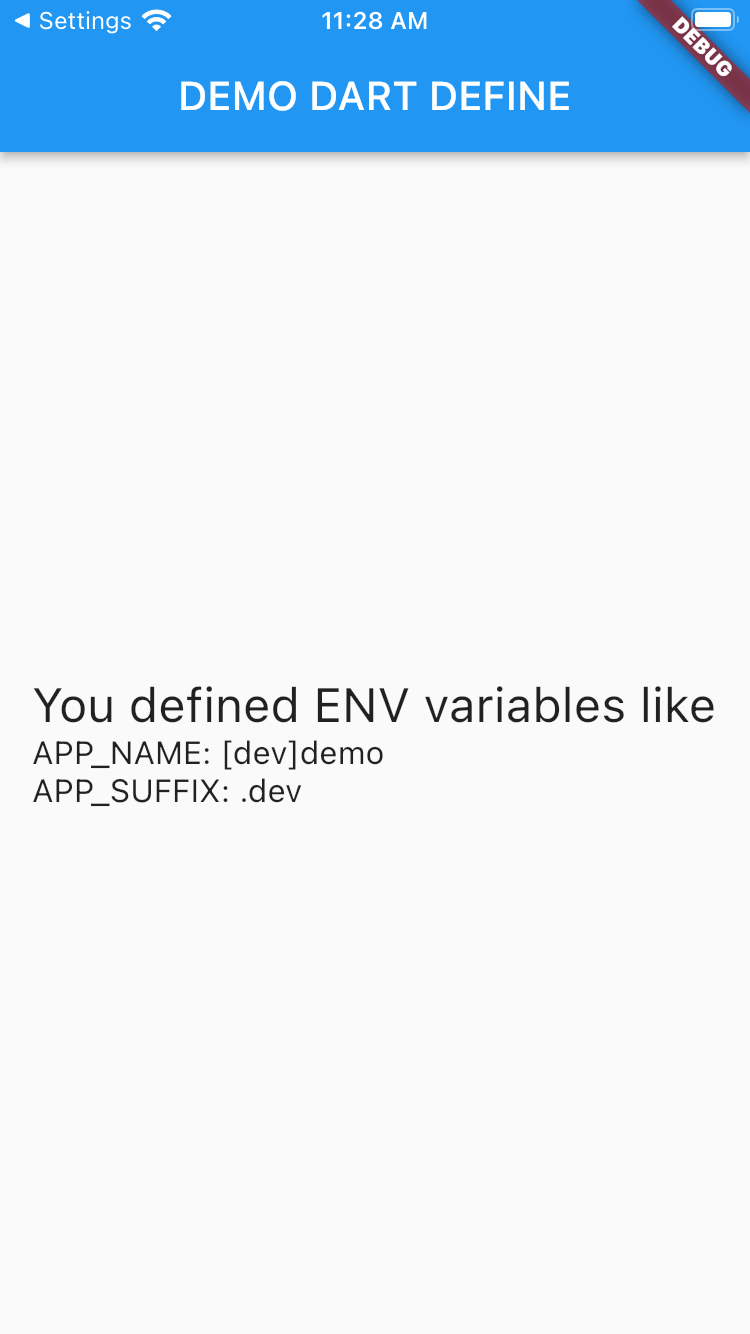 ◀ Settings 11:28 AM
DEBUG
DEMO DART DEFINE
You defined ENV variables like
APP_NAME: [dev]demo
APP_SUFFIX: .dev